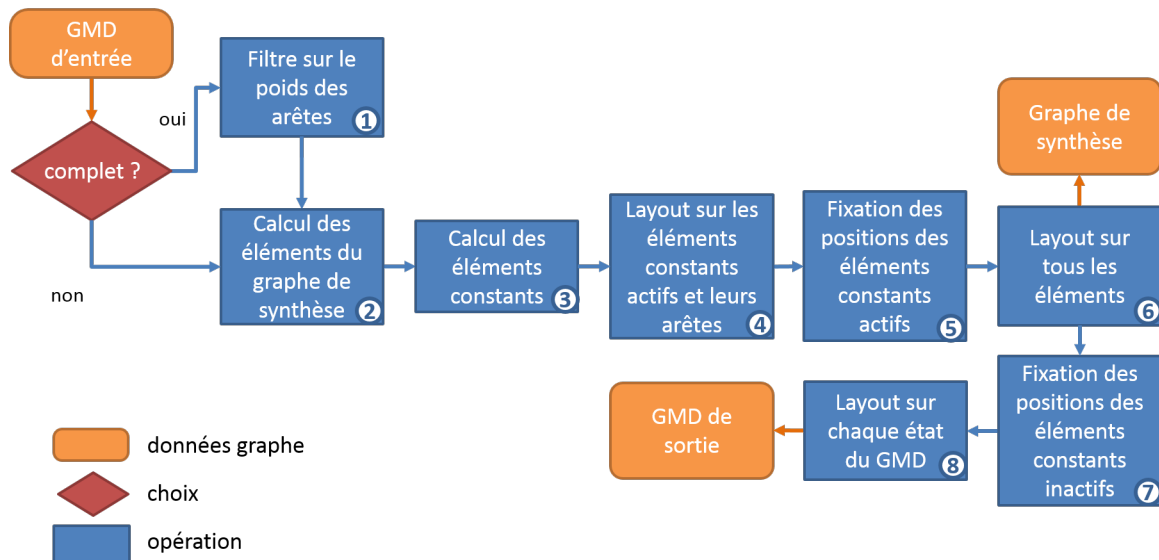 GMD
d'entrée
complet ?
oui
non
Filtre sur le
poids des
arêtes
1
Calcul des
éléments du
graphe de
synthèse
2
Calcul des
éléments
constants
3
Layout sur les
éléments
constants
actifs et leurs
arêtes
4
Fixation des
positions des
éléments
constants
actifs
5
Layout sur
tous les
éléments
6
Graphe de
synthèse
Fixation des
positions des
éléments
constants
inactifs
7
Layout sur
chaque état
du GMD
8
GMD de
sortie
données graphe
choix
opération